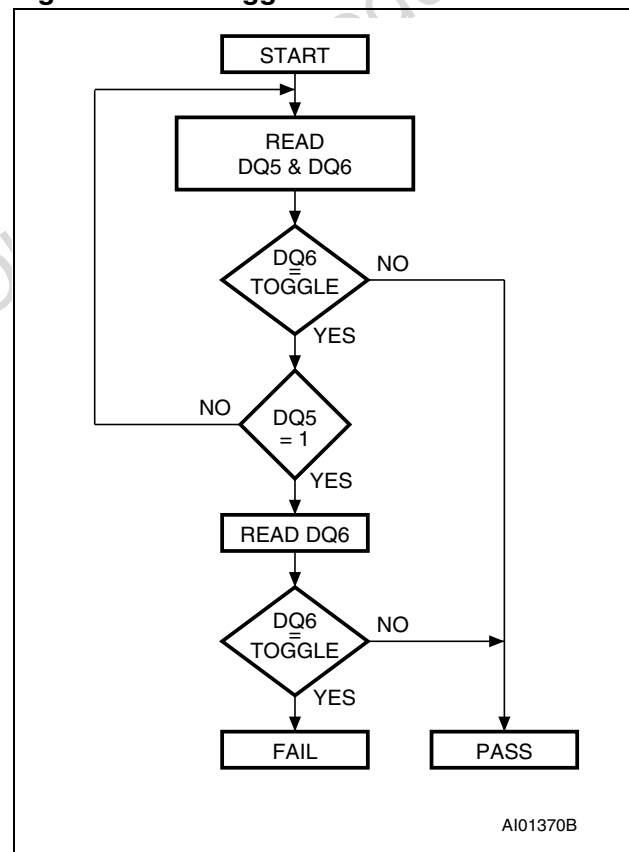 START
READ
DQ5 & DQ6
DQ6
=
TOGGLE
NO
YES
NO
DQ5
= 1
YES
READ DQ6
DQ6
=
TOGGLE
NO
YES
FAIL
PASS
AI01370B